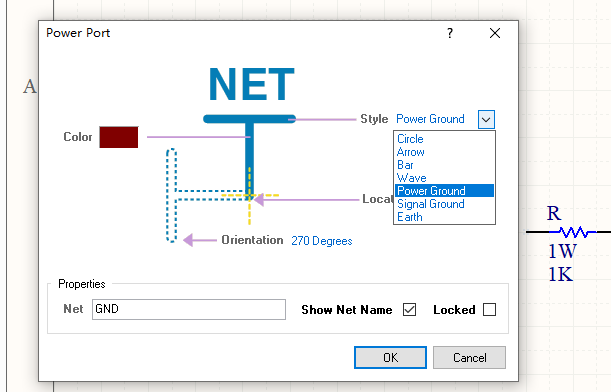 Power Port
?
A
NET
Style Power Ground
Color
Circle
Arrow
Bar
Wave
Power Ground
Signal Ground
Earth
Locat
Orientation 270 Degrees
R
1W
1K
Properties
Net GND
Show Net Name
Locked
OK
Cancel